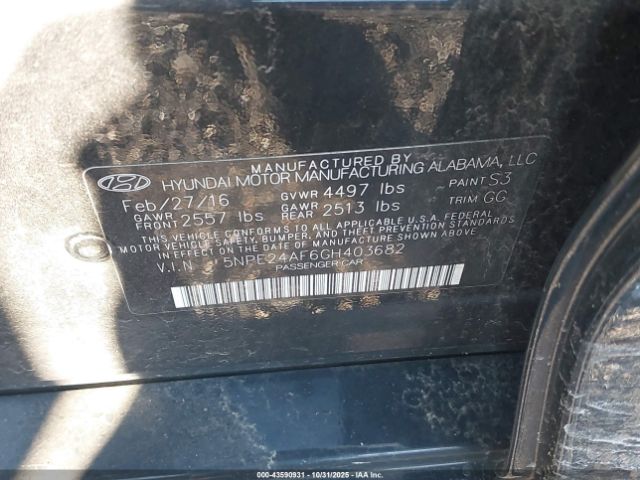 MANUFACTURED BY
HYUNDAI MOTOR MANUFACTURING ALABAMA, LLC
Feb/27/16 GVWR 4497 lbs PAINT S3
GAWR FRONT 2557 lbs GAWR REAR 2513 lbs TRIM GG
THIS VEHICLE CONFORMS TO ALL APPLICABLE U.S.A. FEDERAL
MOTOR VEHICLE SAFETY, BUMPER, AND THEFT PREVENTION STANDARDS
IN EFFECT ON THE DATE OF MANUFACTURE SHOWN ABOVE.
V.I.N : 5NPE24AF6GH403682
PASSENGER CAR
000-43590931 - 10/31/2025 - IAAI.COM